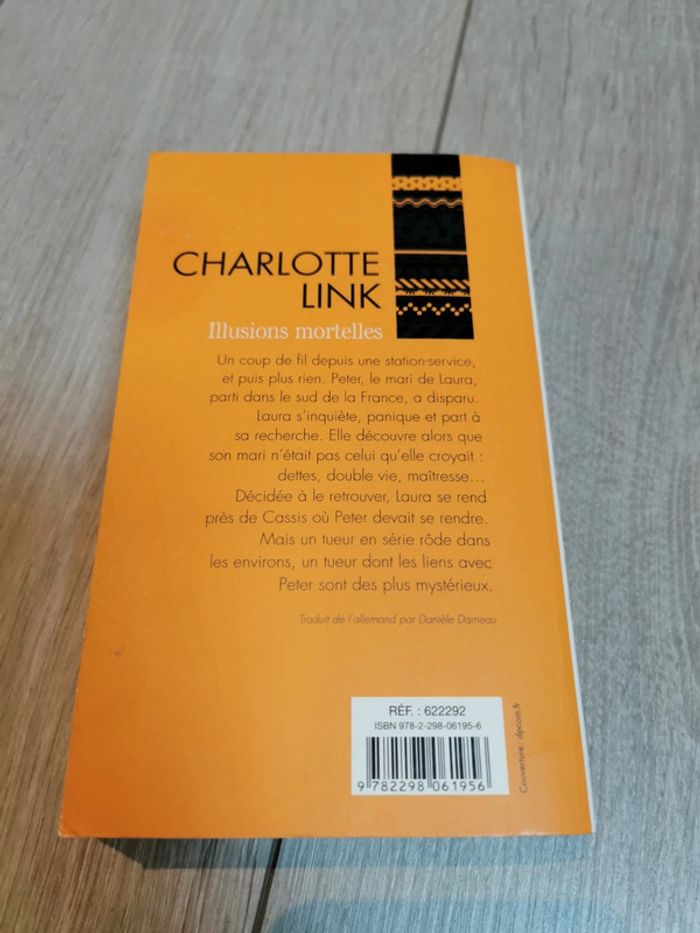 CHARLOTTE
LINK
Illusions mortelles
Un coup de fil depuis une station-service,
et puis plus rien. Peter, le mari de Laura,
parti dans le sud de la France, a disparu.
Laura s'inquiète, panique et part à
sa recherche. Elle découvre alors que
son mari n'était pas celui qu'elle croyait :
dettes, double vie, maîtresse...
Décidée à le retrouver, Laura se rend
près de Cassis où Peter devait se rendre.
Mais un tueur en série rôde dans
les environs, un tueur dont les liens avec
Peter sont des plus mystérieux.
Traduit de l'allemand par Danièle Darneau
RÉF. : 622292
ISBN 978-2-298-06195-6
9 782298 061956
Couverture : dpcom.fr